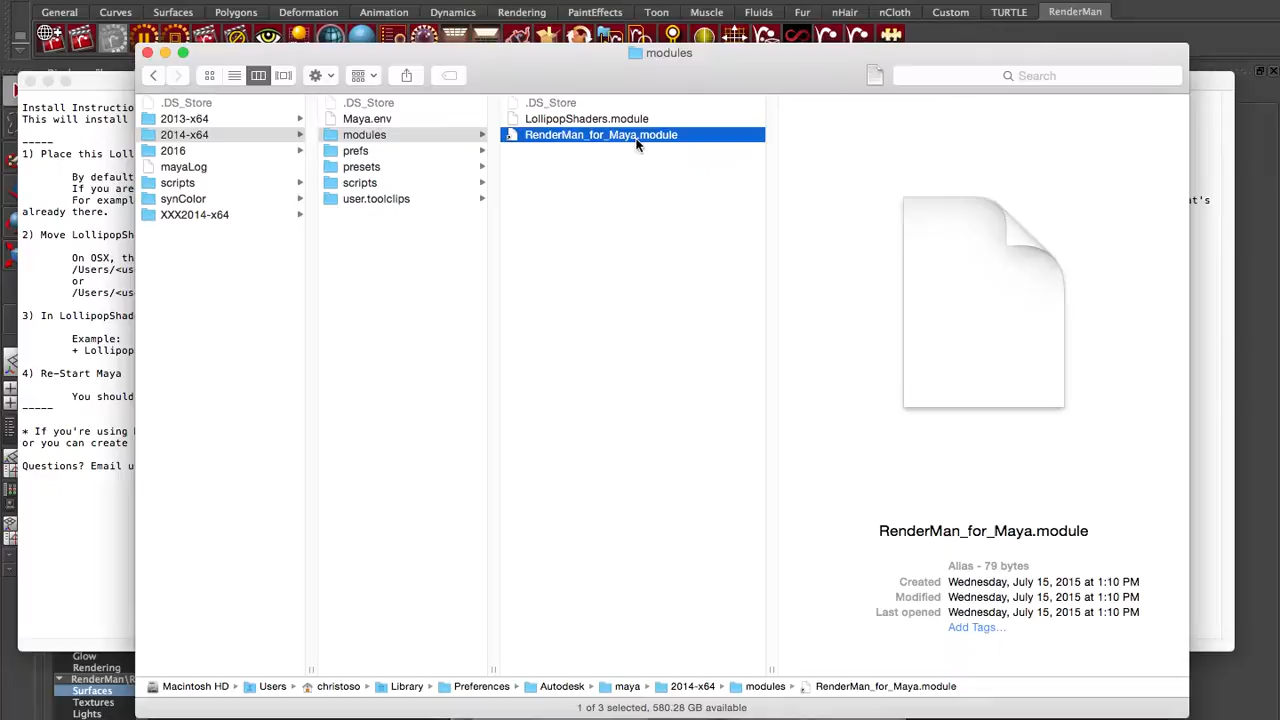 General Curves Surfaces Polygons Deformation Animation Dynamics Rendering PaintEffects Toon Muscle Fluids Fur nHair nCloth Custom TURTLE RenderMan
modules
Search
Install Instruction
This will install
-----
1) Place this Loll
By default
If you are
For example
already there.
't's
2) Move LollipopSha
On OSX, th
/Users/<us
or
/Users/<us
3) In LollipopShade
Example:
+ Lollipop
4) Re-Start Maya
You should
-----
* If you're using
or you can create
Questions? Email u
.DS_Store
2013-x64
2014-x64
2016
mayaLog
scripts
synColor
XXX2014-x64
.DS_Store
Maya.env
modules
prefs
presets
scripts
user.toolclips
.DS_Store
LollipopShaders.module
RenderMan_for_Maya.module
RenderMan_for_Maya.module
Alias - 79 bytes
Created Wednesday, July 15, 2015 at 1:10 PM
Modified Wednesday, July 15, 2015 at 1:10 PM
Last opened Wednesday, July 15, 2015 at 1:10 PM
Add Tags…
Glow
Rendering
RenderMan\R
Surfaces
Textures
Lights
Macintosh HD Users christoso Library Preferences Autodesk maya 2014-x64 modules RenderMan_for_Maya.module
1 of 3 selected, 580.28 GB available